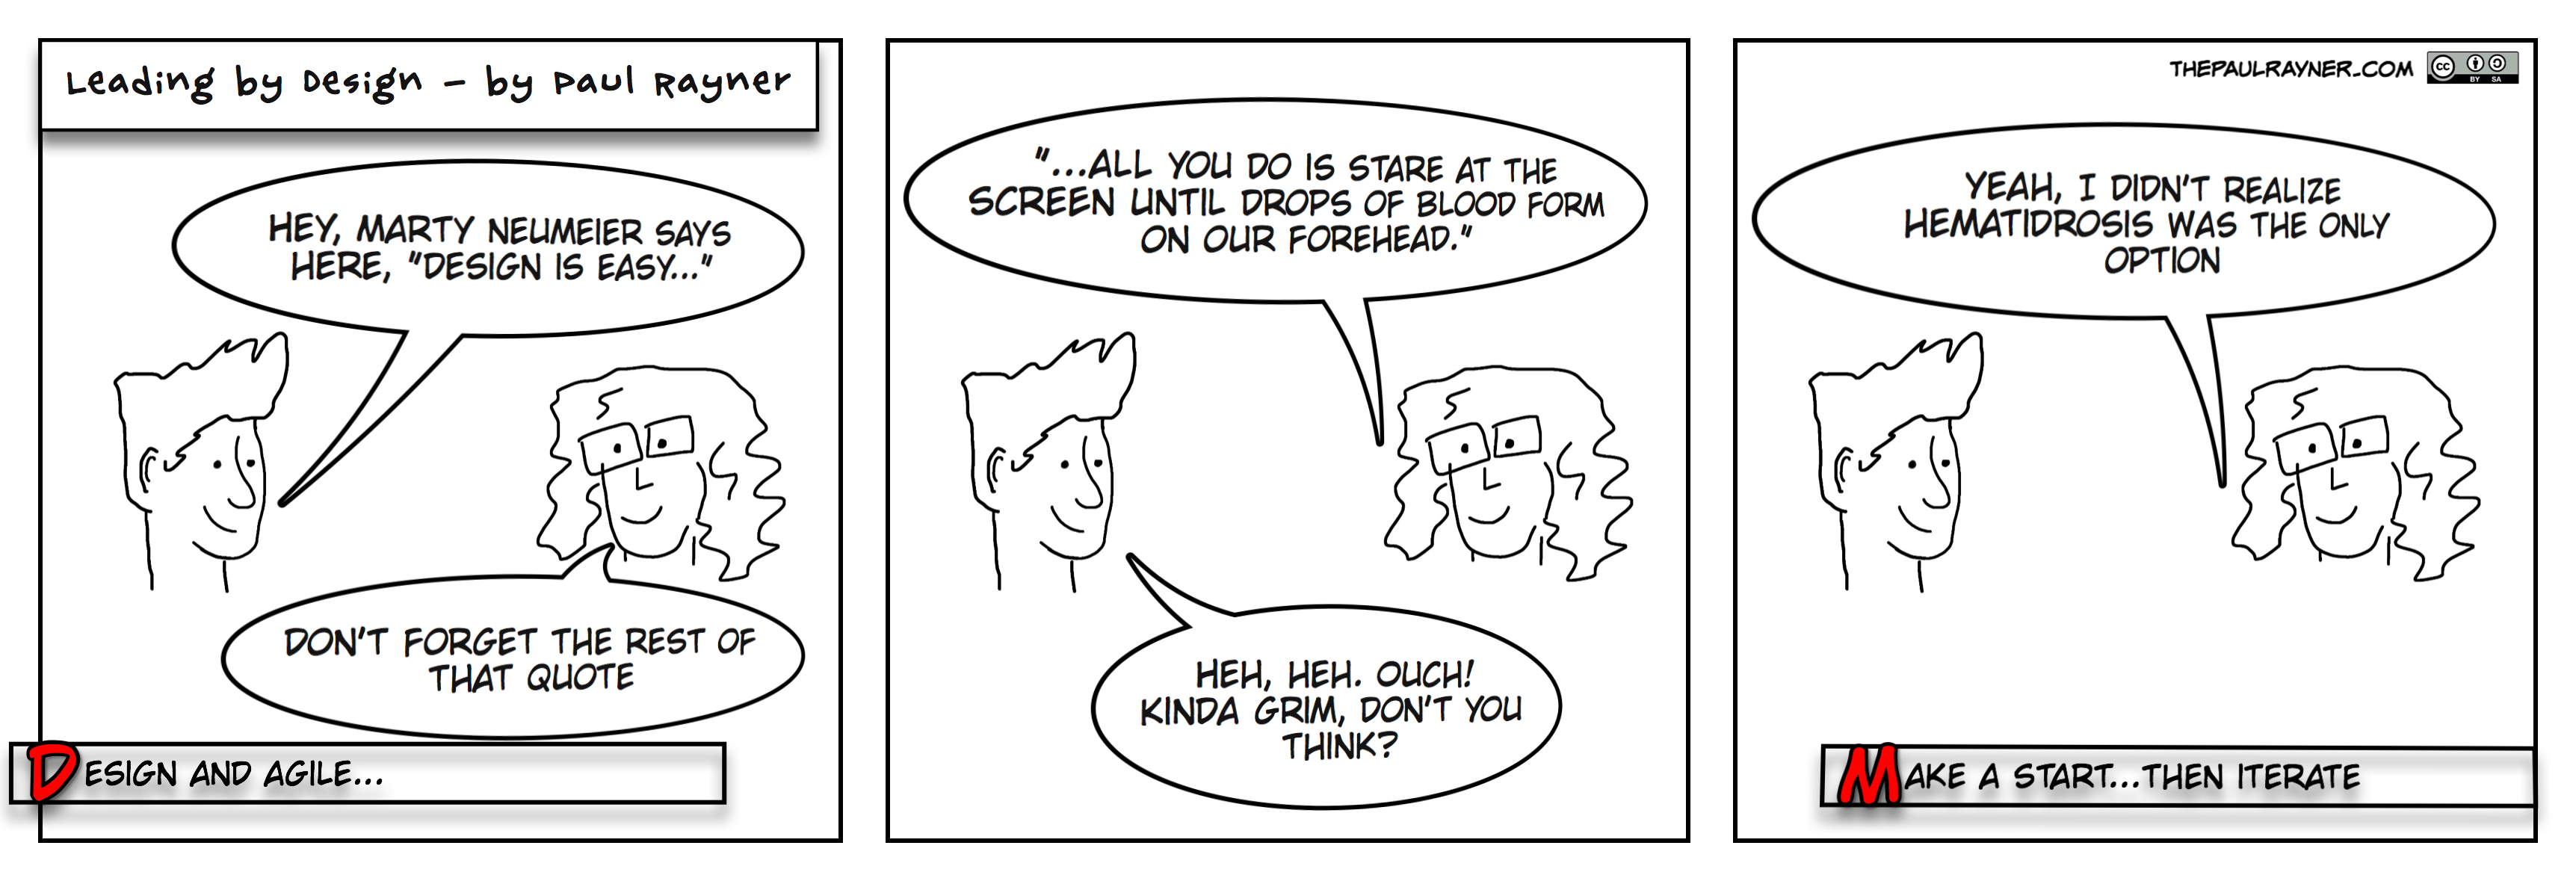 Leading by Design - by Paul Rayner
HEY, MARTY NEUMEIER SAYS
HERE, "DESIGN IS EASY..."
DON'T FORGET THE REST OF
THAT QUOTE
DESIGN AND AGILE...
"...ALL YOU DO IS STARE AT THE
SCREEN UNTIL DROPS OF BLOOD FORM
ON OUR FOREHEAD."
HEH, HEH. OUCH!
KINDA GRIM, DON'T YOU
THINK?
THEPAULRAYNER.COM
cc BY SA
YEAH, I DIDN'T REALIZE
HEMATIDROSIS WAS THE ONLY
OPTION
MAKE A START...THEN ITERATE